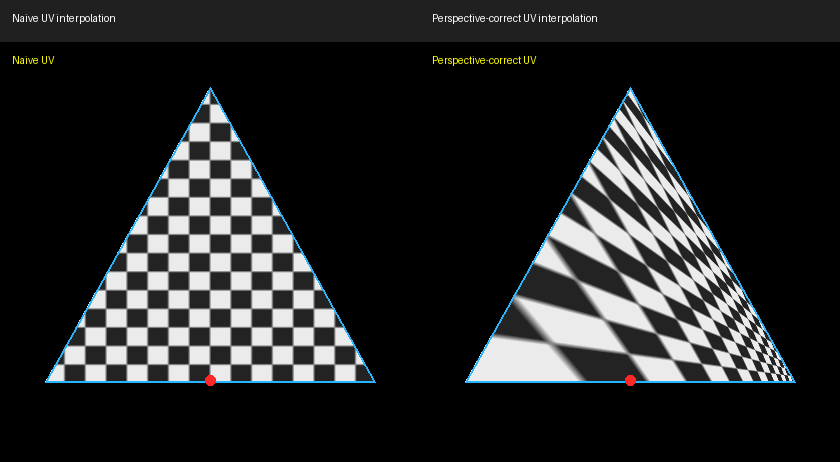 Naive UV interpolation
Perspective-correct UV interpolation
Naive UV
Perspective-correct UV